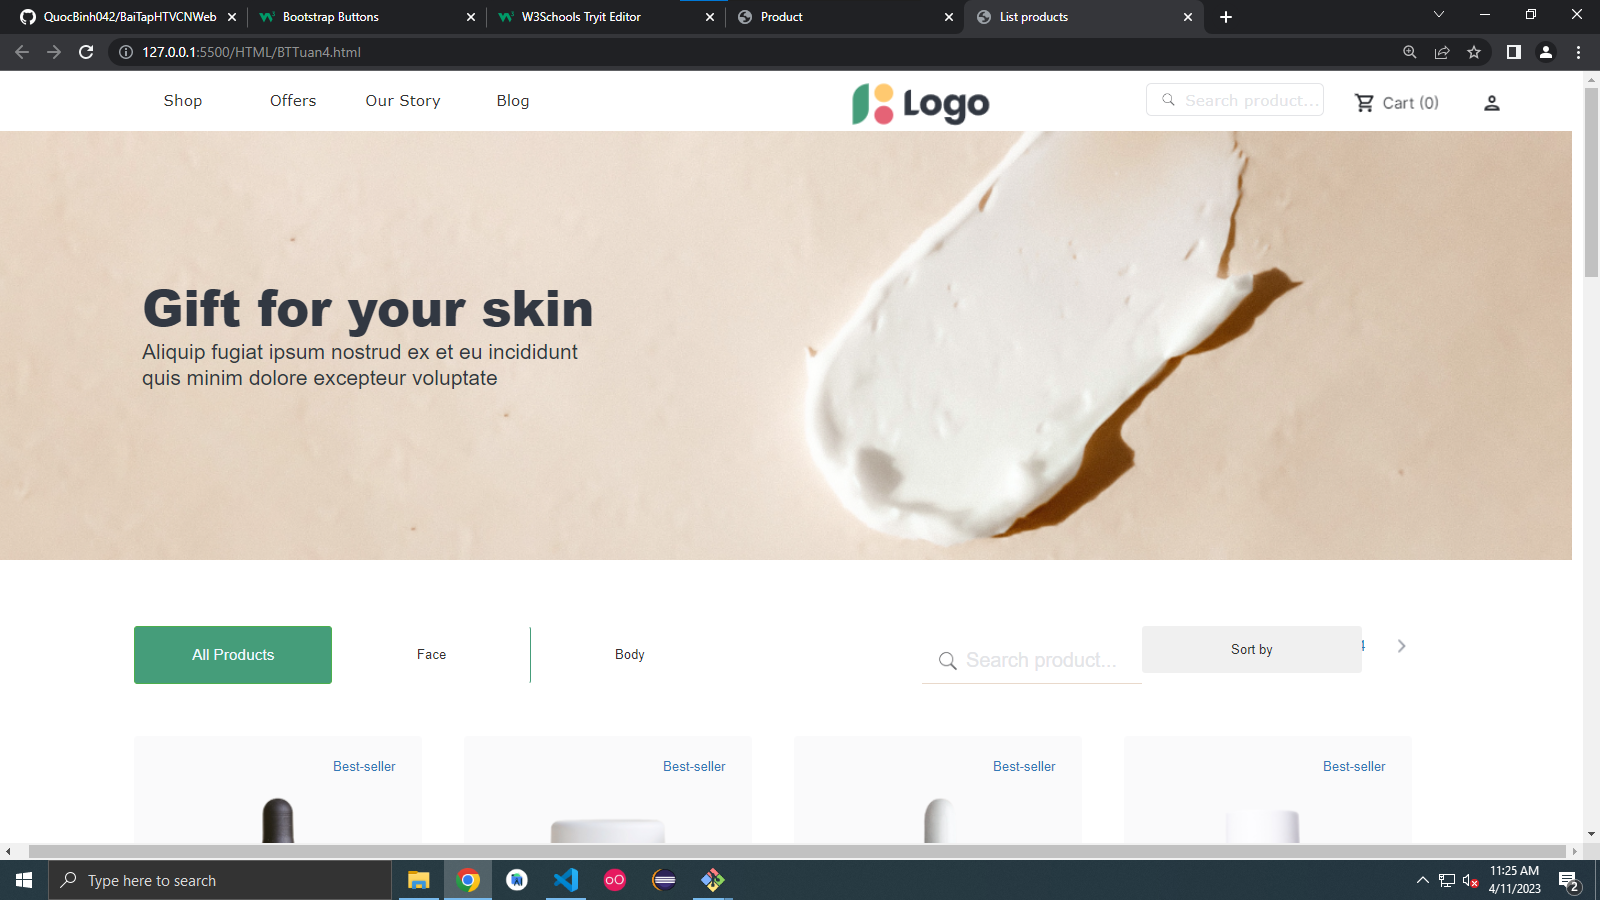 QuocBinh042/BaiTapHTVCNWeb
Bootstrap Buttons
W3Schools Tryit Editor
Product
List products
127.0.0.1:5500/HTML/BTTuan4.html
Shop Offers Our Story Blog
Logo
Search product...
Cart (0)
Gift for your skin
Aliquip fugiat ipsum nostrud ex et eu incididunt
quis minim dolore excepteur voluptate
All Products
Face
Body
Search product...
Sort by
4
Best-seller
Best-seller
Best-seller
Best-seller
Type here to search
11:25 AM
4/11/2023
2